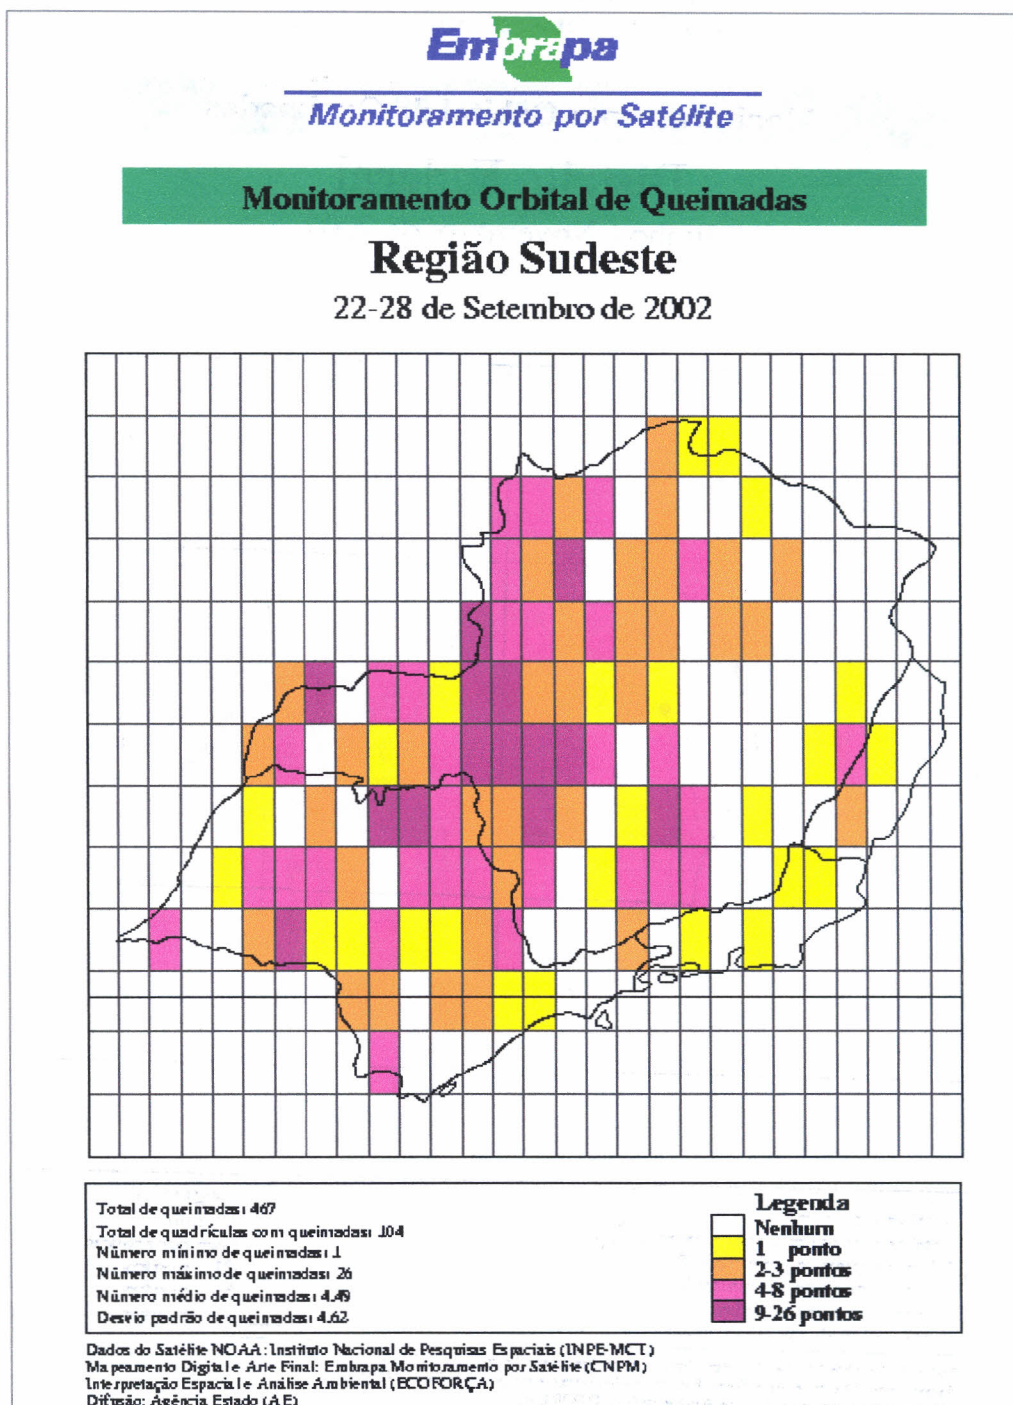 Embrapa
Monitoramento por Satélite
Monitoramento Orbital de Queimadas
Região Sudeste
22-28 de Setembro de 2002
Total de queimadas: 467
Total de quadrículas com queimadas: 104
Número mínimo de queimadas: 1
Número máximo de queimadas: 26
Número médio de queimadas: 4.49
Desvio padrão de queimadas: 4.62
Legenda
Nenhum
1 ponto
2-3 pontos
4-8 pontos
9-26 pontos
Dados do Satélite NOAA: Instituto Nacional de Pesquisas Espaciais (INPE-MCT)
Mapeamento Digital e Arte Final: Embrapa Monitoramento por Satélite (CNPM)
Interpretação Espacial e Análise Ambiental (ECOFORÇA)
Difusão: Agência Estado (AE)